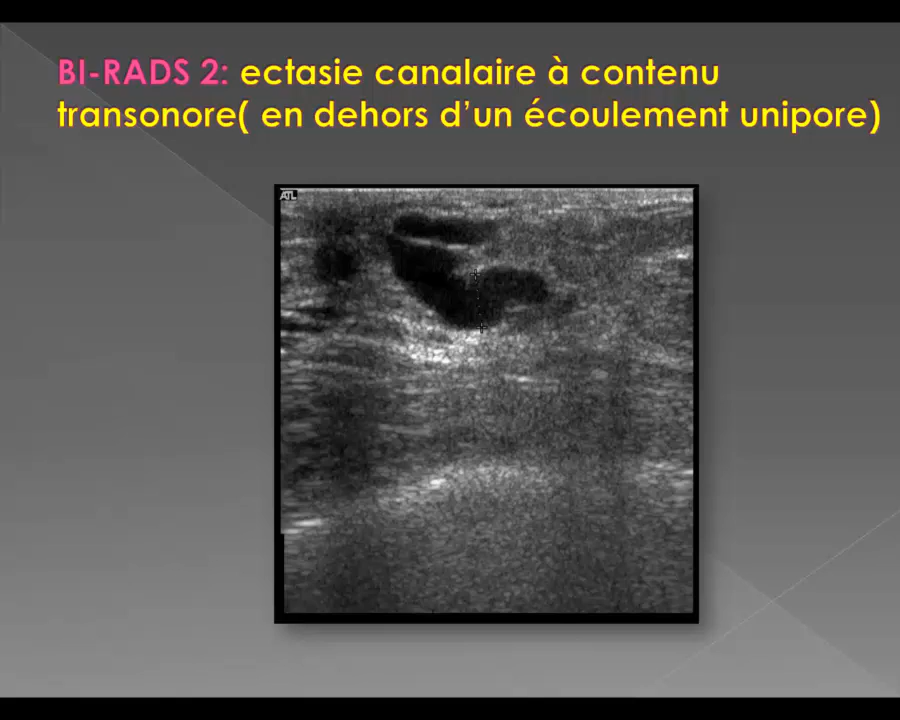 BI-RADS 2: ectasie canalaire à contenu
transonore( en dehors d’un écoulement unipore)
ATL